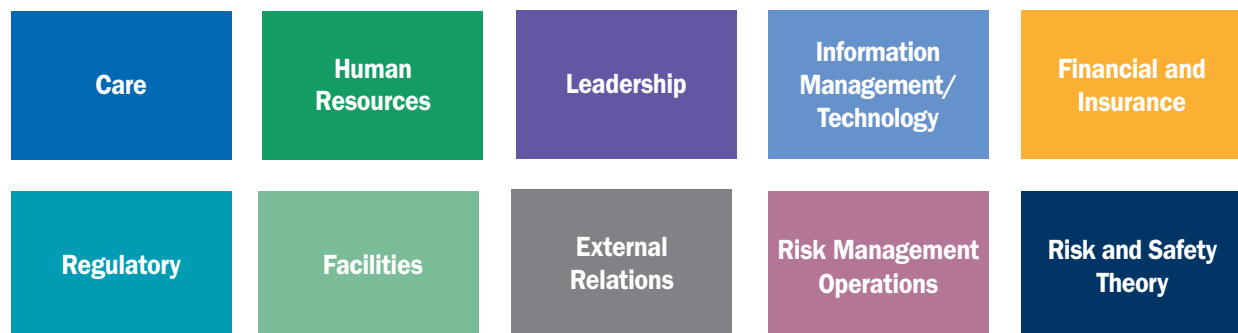 Care
Human
Resources
Leadership
Information
Management/
Technology
Financial and
Insurance
Regulatory
Facilities
External
Relations
Risk Management
Operations
Risk and Safety
Theory